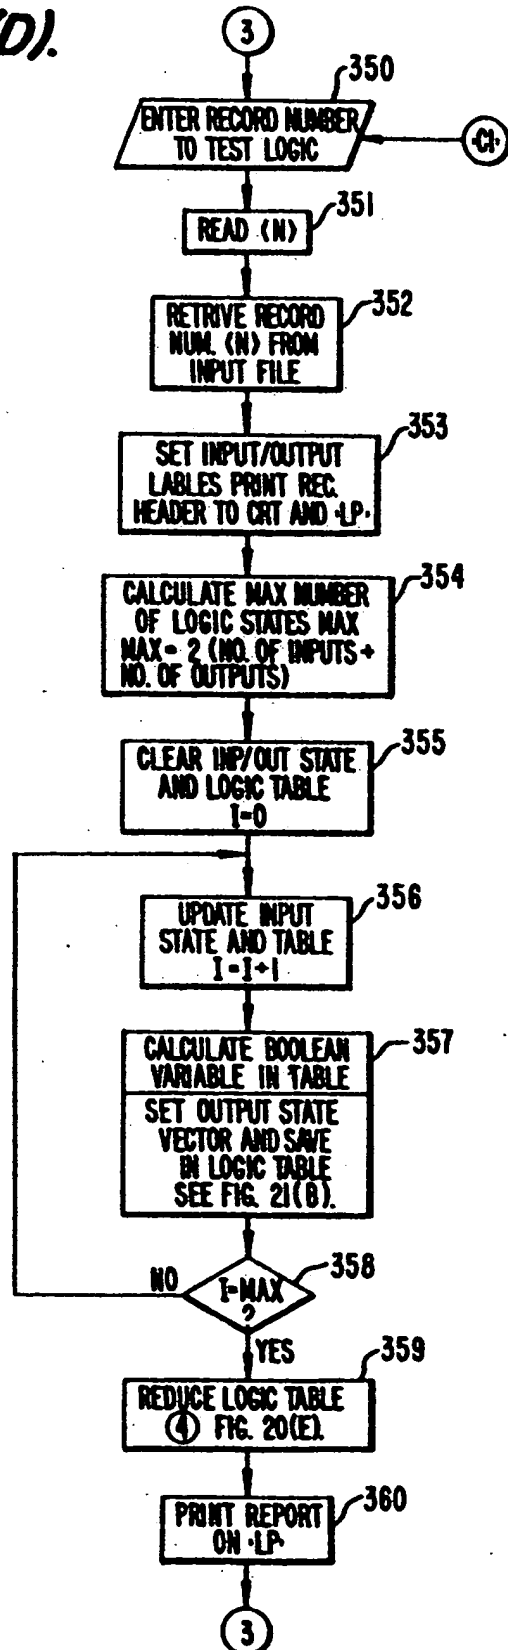 (D).
3
350
ENTER RECORD NUMBER
TO TEST LOGIC
·CI·
351
READ (N)
352
RETRIVE RECORD
NUM. (N) FROM
INPUT FILE
353
SET INPUT/OUTPUT
LABLES PRINT REC.
HEADER TO CRT AND ·LP·
354
CALCULATE MAX NUMBER
OF LOGIC STATES MAX
MAX= 2 (NO. OF INPUTS +
NO. OF OUTPUTS)
355
CLEAR INP/OUT STATE
AND LOGIC TABLE
I=0
356
UPDATE INPUT
STATE AND TABLE
I=I+1
357
CALCULATE BOOLEAN
VARIABLE IN TABLE
SET OUTPUT STATE
VECTOR AND SAVE
IN LOGIC TABLE
SEE FIG. 21(B).
358
NO
I=MAX
?
YES
359
REDUCE LOGIC TABLE
4 FIG. 20(E).
360
PRINT REPORT
ON ·LP·
3